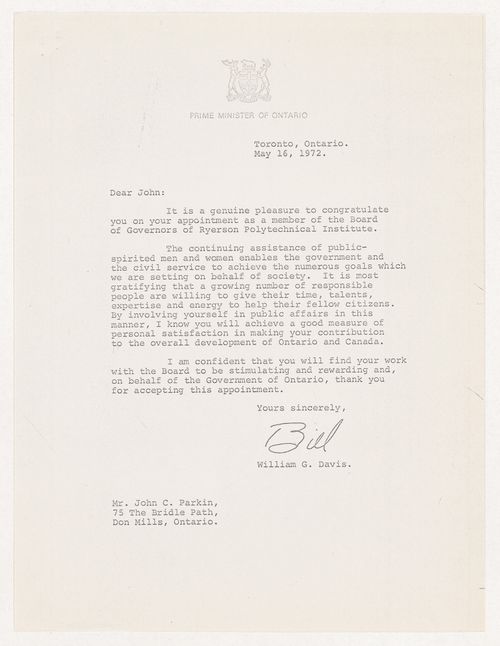 PRIME MINISTER OF ONTARIO
Toronto, Ontario.
May 16, 1972.
Dear John:
It is a genuine pleasure to congratulate
you on your appointment as a member of the Board
of Governors of Ryerson Polytechnical Institute.
The continuing assistance of public-
spirited men and women enables the government and
the civil service to achieve the numerous goals which
we are setting on behalf of society. It is most
gratifying that a growing number of responsible
people are willing to give their time, talents,
expertise and energy to help their fellow citizens.
By involving yourself in public affairs in this
manner, I know you will achieve a good measure of
personal satisfaction in making your contribution
to the overall development of Ontario and Canada.
I am confident that you will find your work
with the Board to be stimulating and rewarding and,
on behalf of the Government of Ontario, thank you
for accepting this appointment.
Yours sincerely,
Bill
William G. Davis.
Mr. John C. Parkin,
75 The Bridle Path,
Don Mills, Ontario.